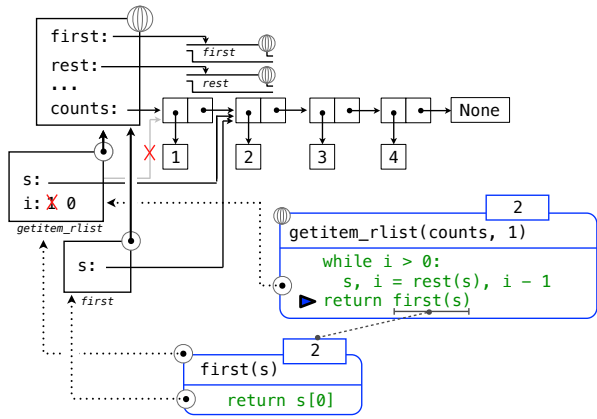 first:
first
rest:
rest
...
counts:
None
1 2 3 4
s:
i: 1 0
getitem_rlist
s:
first
2
getitem_rlist(counts, 1)
while i > 0:
s, i = rest(s), i - 1
return first(s)
2
first(s)
return s[0]